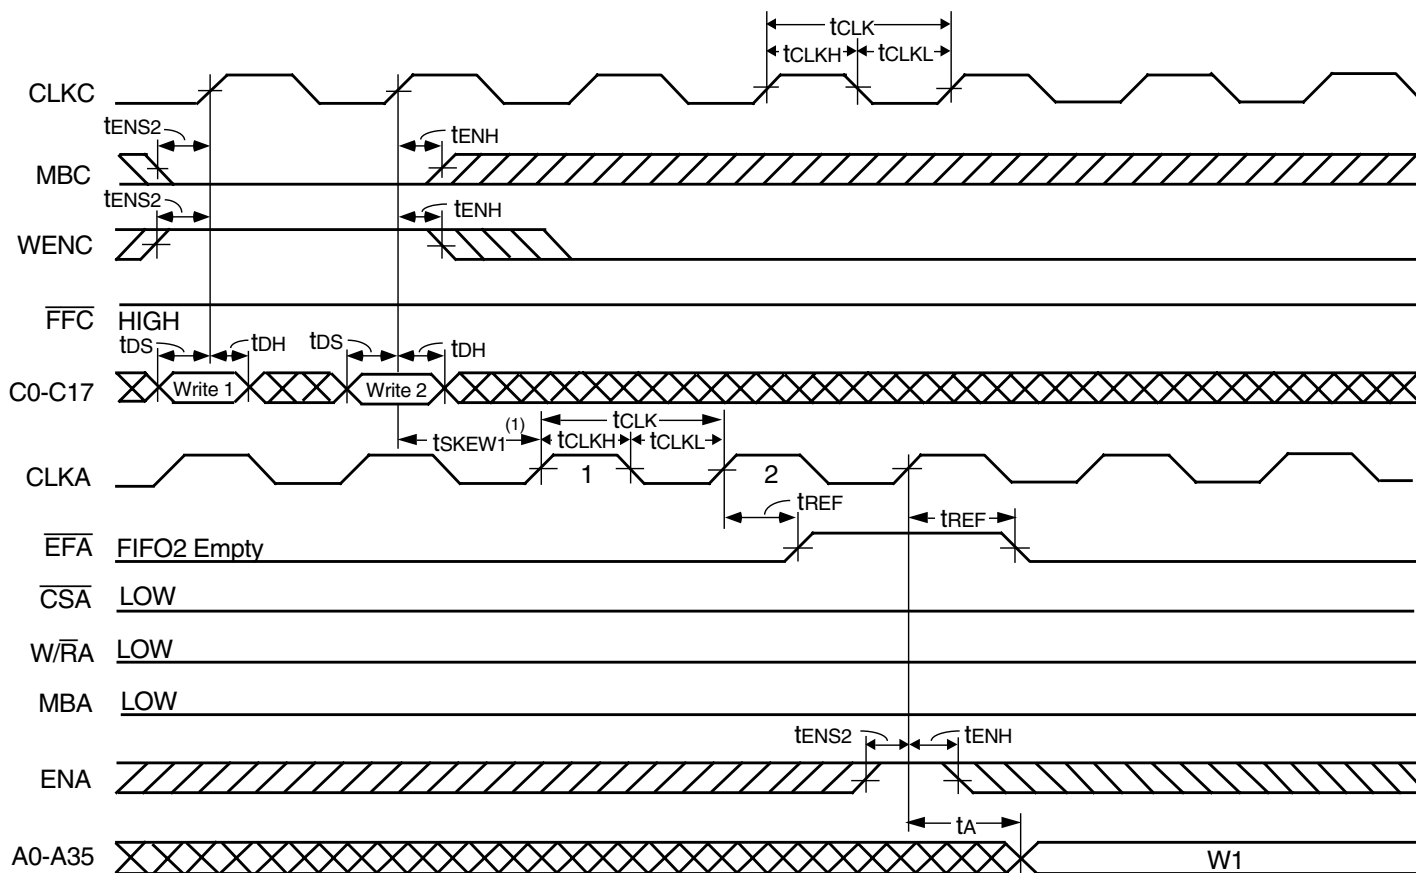 tCLK
tCLKH tCLKL
CLKC
tENS2 tENH
MBC
tENS2 tENH
WENC
FFC HIGH
tDS tDH tDS tDH
C0-C17 Write 1 Write 2
tSKEW1(1) tCLK
tCLKH tCLKL
CLKA 1 2
tREF tREF
EFA FIFO2 Empty
CSA LOW
W/RA LOW
MBA LOW
tENS2 tENH
ENA
tA
A0-A35 W1